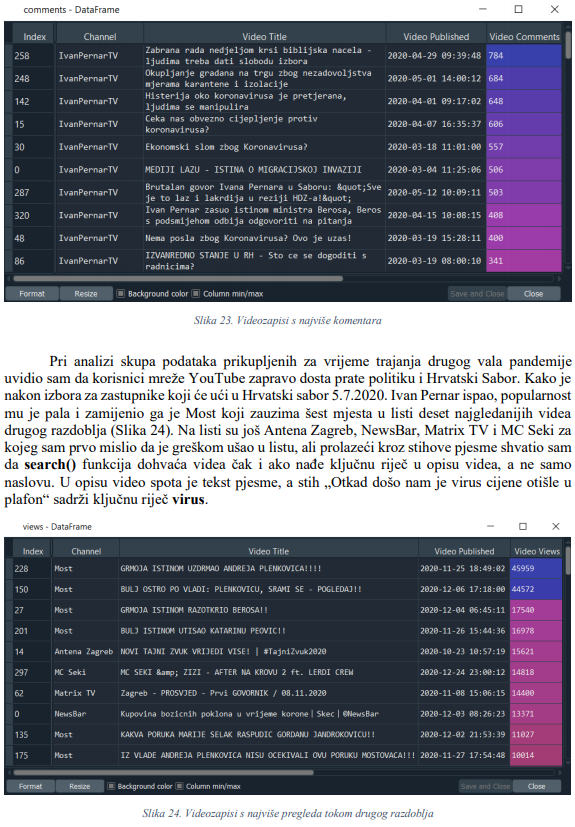 comments - DataFrame
Index Channel Video Title Video Published Video Comments
258 IvanPernarTV Zabrana rada nedjeljom krsi biblijska nacela - 2020-04-29 09:39:48 784
ljudima treba dati slobodu izbora
248 IvanPernarTV Okupljanje gradana na trgu zbog nezadovoljstva 2020-05-01 14:00:12 684
mjerama karantene i izolacije
142 IvanPernarTV Histerija oko koronavirusa je pretjerana, 2020-04-01 09:17:02 648
ljudima se manipulira
15 IvanPernarTV Ceka nas obvezno cijepljenje protiv 2020-04-07 16:35:37 606
koronavirusa?
30 IvanPernarTV Ekonomski slom zbog Koronavirusa? 2020-03-18 11:01:00 557
0 IvanPernarTV MEDIJI LAZU - ISTINA O MIGRACIJSKOJ INVAZIJI 2020-03-04 11:25:06 506
287 IvanPernarTV Brutalan govor Ivana Pernara u Saboru: &quot;Sve 2020-05-12 10:09:11 503
je to laz i lakrdija u reziji HDZ-a!&quot;
320 IvanPernarTV Ivan Pernar zasuo istinom ministra Berosa, Beros 2020-04-15 10:08:15 408
s podsmijehom odbija odgovoriti na pitanja
48 IvanPernarTV Nema posla zbog Koronavirusa? Ovo je uzas! 2020-03-19 15:28:11 400
86 IvanPernarTV IZVANREDNO STANJE U RH - Sto ce se dogoditi s 2020-03-19 08:00:10 341
radnicima?
Format Resize Background color Column min/max Save and Close Close
Slika 23. Videozapisi s najviše komentara
Pri analizi skupa podataka prikupljenih za vrijeme trajanja drugog vala pandemije
uvidio sam da korisnici mreže YouTube zapravo dosta prate politiku i Hrvatski Sabor. Kako je
nakon izbora za zastupnike koji će ući u Hrvatski sabor 5.7.2020. Ivan Pernar ispao, popularnost
mu je pala i zamijenio ga je Most koji zauzima šest mjesta u listi deset najgledanijih videa
drugog razdoblja (Slika 24). Na listi su još Antena Zagreb, NewsBar, Matrix TV i MC Seki za
kojeg sam prvo mislio da je greškom ušao u listu, ali prolazeći kroz stihove pjesme shvatio sam
da search() funkcija dohvaća videa čak i ako nađe ključnu riječ u opisu videa, a ne samo
naslovu. U opisu video spota je tekst pjesme, a stih „Otkad došo nam je virus cijene otišle u
plafon“ sadrži ključnu riječ virus.
views - DataFrame
Index Channel Video Title Video Published Video Views
228 Most GRMOJA ISTINOM UZDRMAO ANDREJA PLENKOVICA!!!! 2020-11-25 18:49:02 45959
150 Most BULJ OSTRO PO VLADI: PLENKOVICU, SRAMI SE - POGLEDAJ!! 2020-12-06 17:18:00 44572
27 Most GRMOJA ISTINOM RAZOTKRIO BEROSA!! 2020-12-04 06:45:11 17540
201 Most BULJ ISTINOM UTISAO KATARINU PEOVIC!! 2020-11-26 15:44:36 16978
14 Antena Zagreb NOVI TAJNI ZVUK VRIJEDI VISE! | #TajniZvuk2020 2020-10-23 10:57:19 15621
297 MC Seki MC SEKI &amp; ZIZI - AFTER NA KROVU 2 ft. LERDI CREW 2020-12-24 23:00:12 14818
62 Matrix TV Zagreb - PROSVJED - Prvi GOVORNIK / 08.11.2020 2020-11-08 15:06:15 14400
0 NewsBar Kupovina bozicnih poklona u vrijeme korone | Skec | @NewsBar 2020-12-03 08:26:23 13371
135 Most KAKVA PORUKA MARIJE SELAK RASPUDIC GORDANU JANDROKOVICU!! 2020-12-02 21:53:39 11027
175 Most IZ VLADE ANDREJA PLENKOVICA NISU OCEKIVALI OVU PORUKU MOSTOVACA!!! 2020-11-27 17:54:48 10014
Format Resize Background color Column min/max Save and Close Close
Slika 24. Videozapisi s najviše pregleda tokom drugog razdoblja